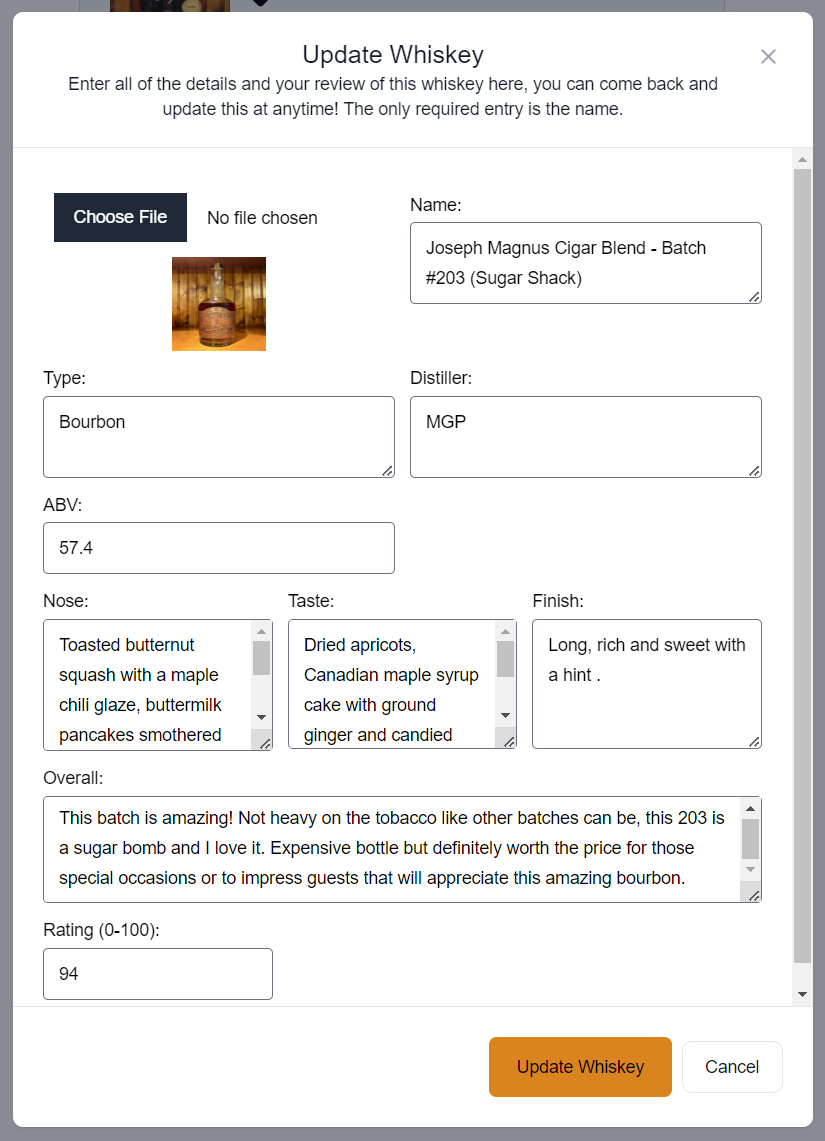 Update Whiskey
Enter all of the details and your review of this whiskey here, you can come back and
update this at anytime! The only required entry is the name.
Choose File
No file chosen
Name:
Joseph Magnus Cigar Blend - Batch
#203 (Sugar Shack)
Type:
Bourbon
Distiller:
MGP
ABV:
57.4
Nose:
Toasted butternut
squash with a maple
chili glaze, buttermilk
pancakes smothered
Taste:
Dried apricots,
Canadian maple syrup
cake with ground
ginger and candied
Finish:
Long, rich and sweet with
a hint .
Overall:
This batch is amazing! Not heavy on the tobacco like other batches can be, this 203 is
a sugar bomb and I love it. Expensive bottle but definitely worth the price for those
special occasions or to impress guests that will appreciate this amazing bourbon.
Rating (0-100):
94
Update Whiskey
Cancel